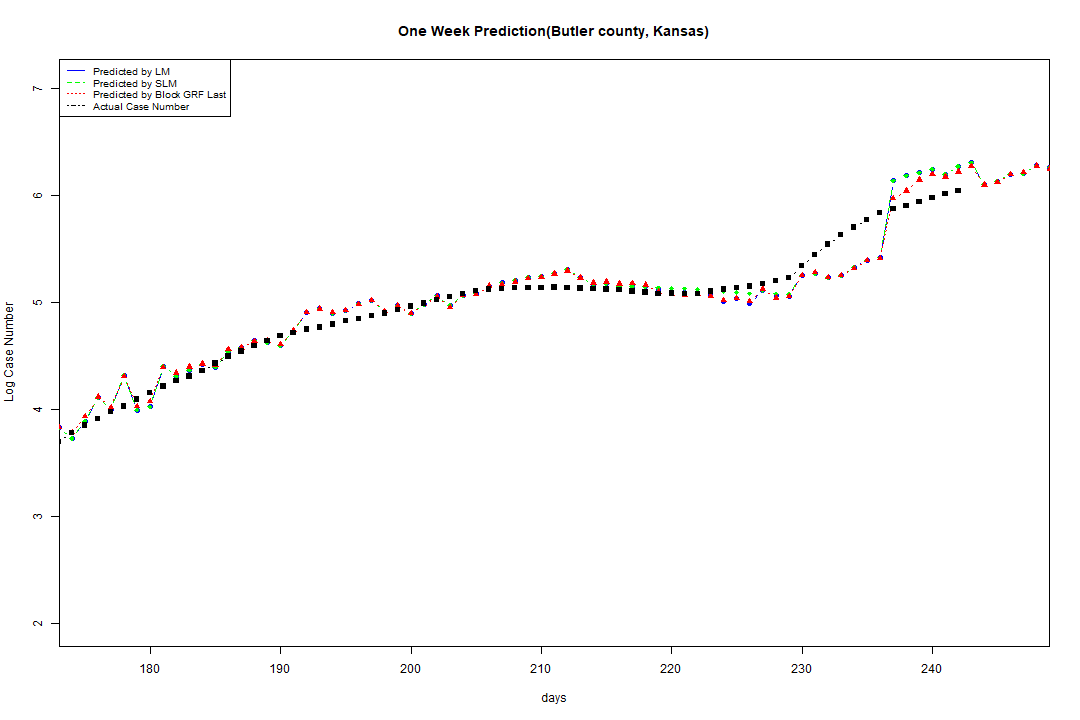 One Week Prediction(Butler county, Kansas)
Predicted by LM
Predicted by SLM
Predicted by Block GRF Last
Actual Case Number
7
6
5
4
3
2
Log Case Number
180 190 200 210 220 230 240
days